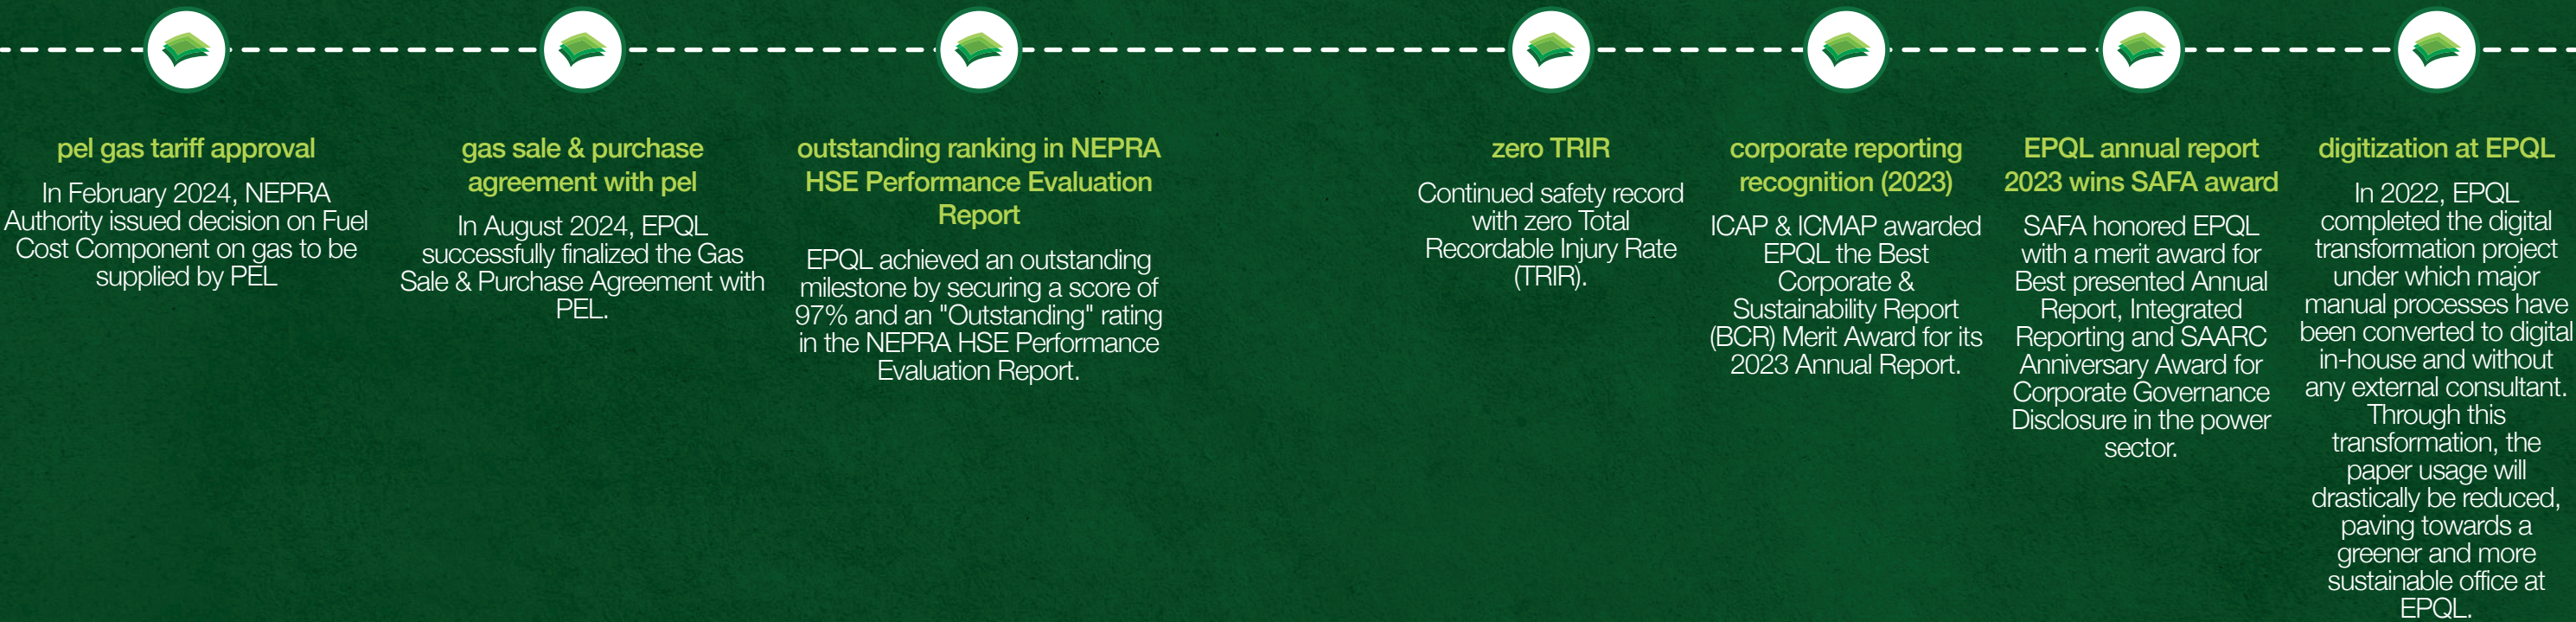 pel gas tariff approval
In February 2024, NEPRA
Authority issued decision on Fuel
Cost Component on gas to be
supplied by PEL
gas sale & purchase
agreement with pel
In August 2024, EPQL
successfully finalized the Gas
Sale & Purchase Agreement with
PEL.
outstanding ranking in NEPRA
HSE Performance Evaluation
Report
EPQL achieved an outstanding
milestone by securing a score of
97% and an "Outstanding" rating
in the NEPRA HSE Performance
Evaluation Report.
zero TRIR
Continued safety record
with zero Total
Recordable Injury Rate
(TRIR).
corporate reporting
recognition (2023)
ICAP & ICMAP awarded
EPQL the Best
Corporate &
Sustainability Report
(BCR) Merit Award for its
2023 Annual Report.
EPQL annual report
2023 wins SAFA award
SAFA honored EPQL
with a merit award for
Best presented Annual
Report, Integrated
Reporting and SAARC
Anniversary Award for
Corporate Governance
Disclosure in the power
sector.
digitization at EPQL
In 2022, EPQL
completed the digital
transformation project
under which major
manual processes have
been converted to digital
in-house and without
any external consultant.
Through this
transformation, the
paper usage will
drastically be reduced,
paving towards a
greener and more
sustainable office at
EPQL.